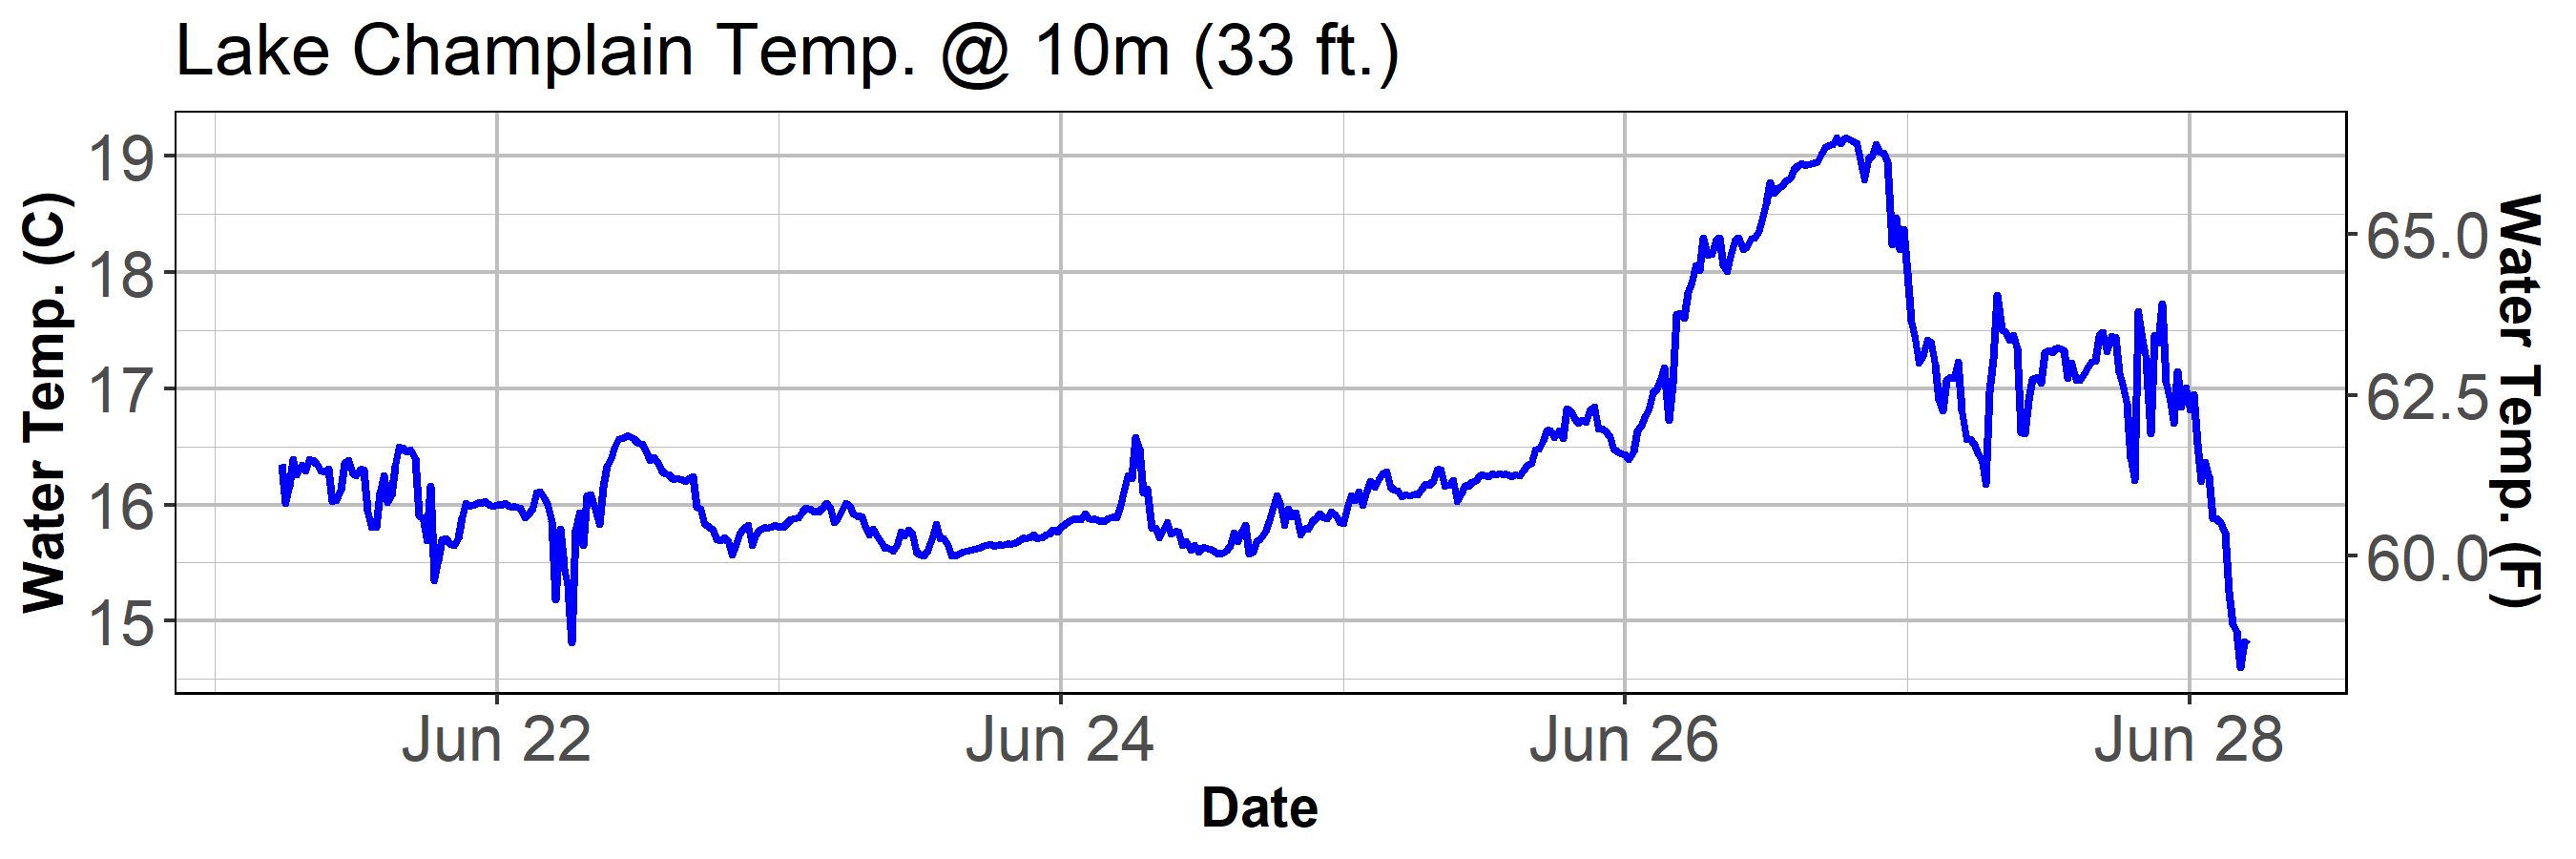 Lake Champlain Temp. @ 10m (33 ft.)
Water Temp. (C)
19
18
17
16
15
65.0
62.5
60.0
Water Temp. (F)
Jun 22
Jun 24
Jun 26
Jun 28
Date